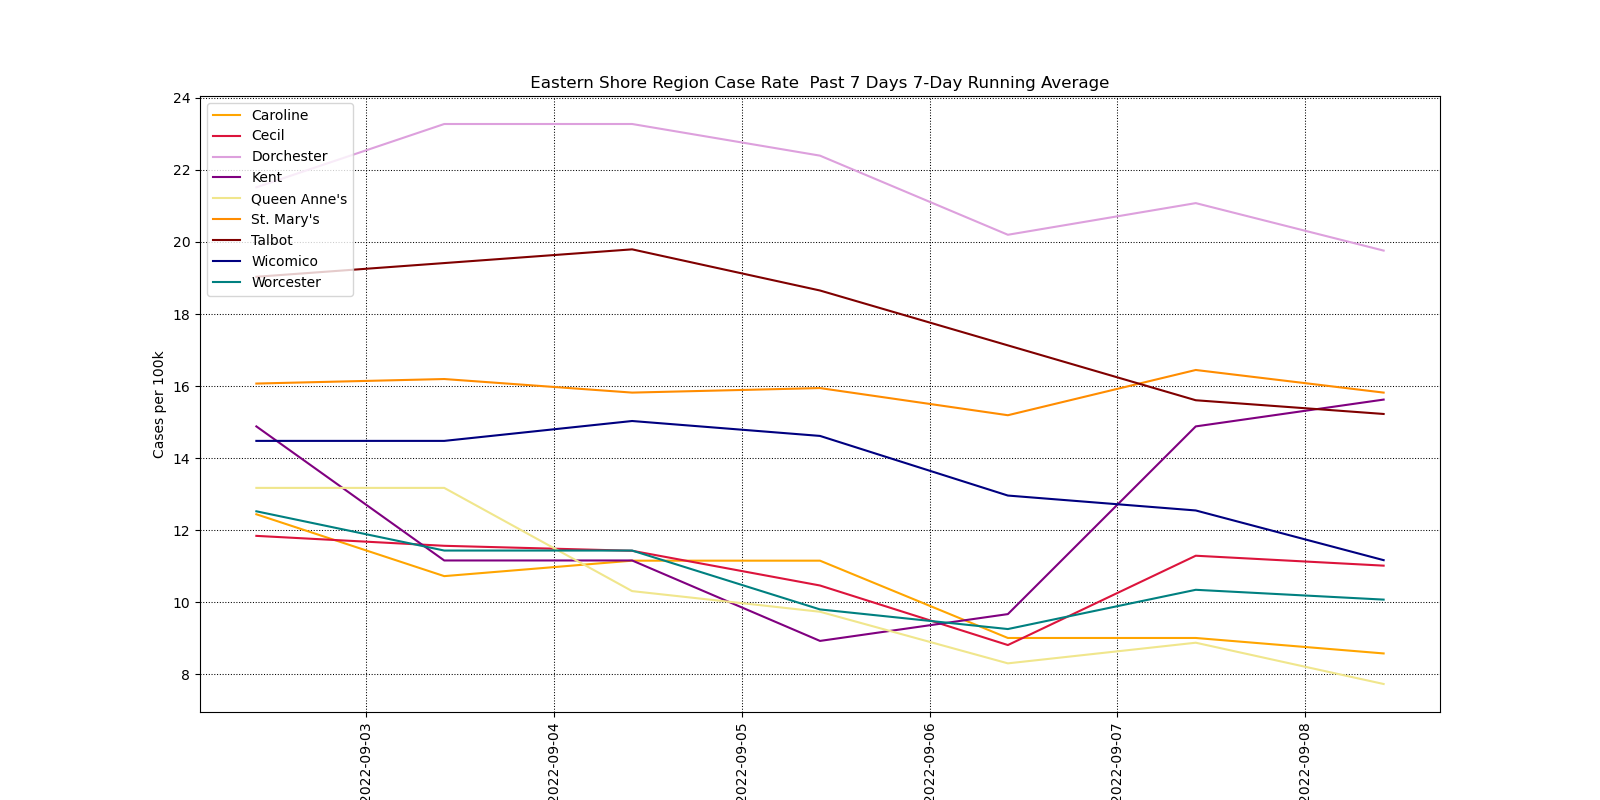 Eastern Shore Region Case Rate  Past 7 Days 7-Day Running Average
24
22
20
18
16
14
12
10
8
Cases per 100k
Caroline
Cecil
Dorchester
Kent
Queen Anne's
St. Mary's
Talbot
Wicomico
Worcester
2022-09-03
2022-09-04
2022-09-05
2022-09-06
2022-09-07
2022-09-08